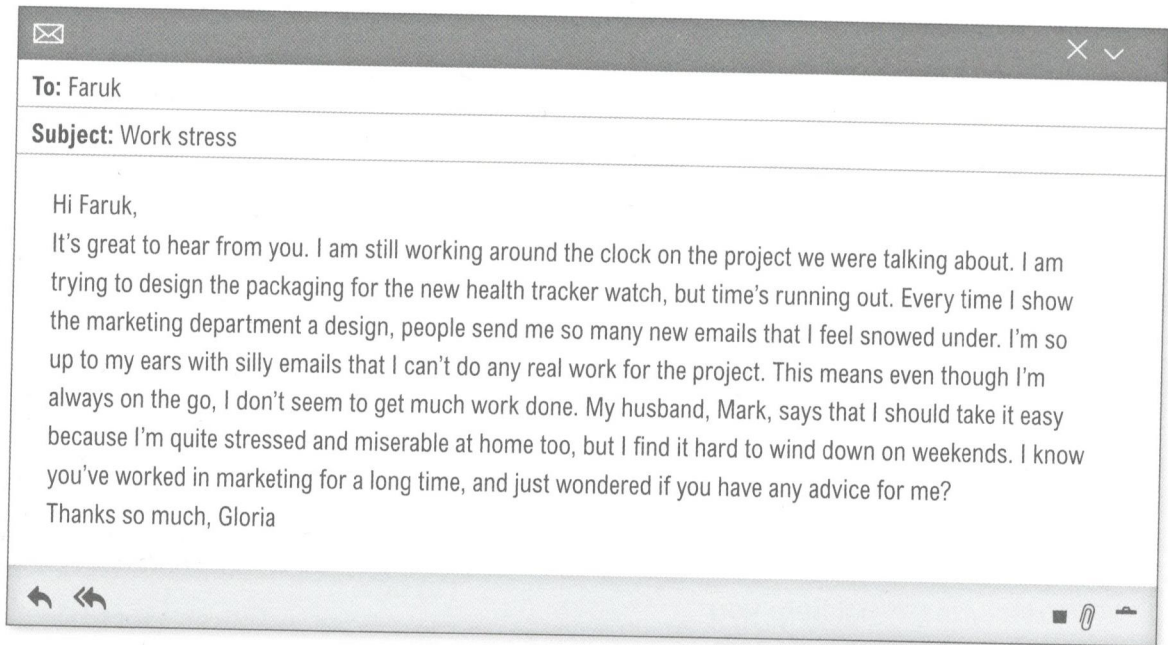 To: Faruk
Subject: Work stress
Hi Faruk,
It's great to hear from you. I am still working around the clock on the project we were talking about. I am
trying to design the packaging for the new health tracker watch, but time's running out. Every time I show
the marketing department a design, people send me so many new emails that I feel snowed under. I'm so
up to my ears with silly emails that I can't do any real work for the project. This means even though I'm
always on the go, I don't seem to get much work done. My husband, Mark, says that I should take it easy
because I'm quite stressed and miserable at home too, but I find it hard to wind down on weekends. I know
you've worked in marketing for a long time, and just wondered if you have any advice for me?
Thanks so much, Gloria